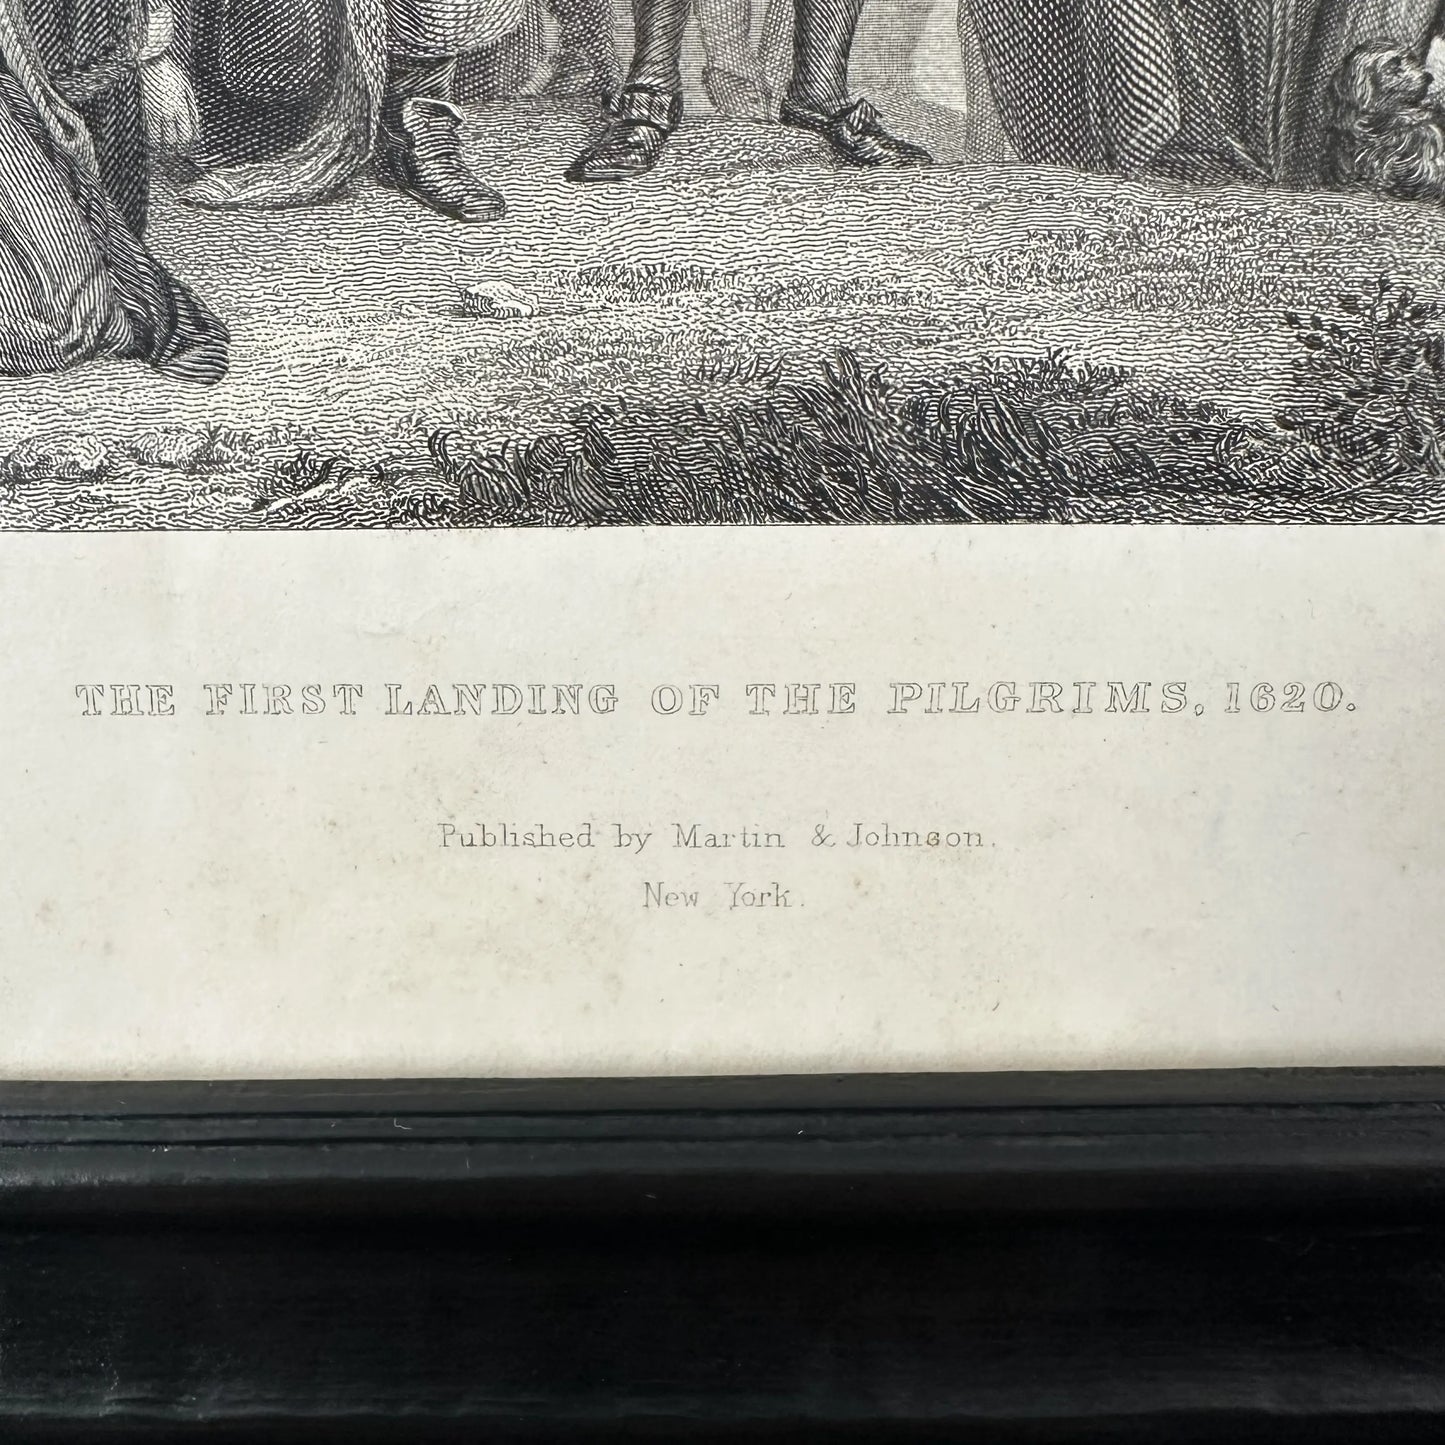 THE FIRST LANDING OF THE PILGRIMS, 1620.
Published by Martin & Johnson.
New York.